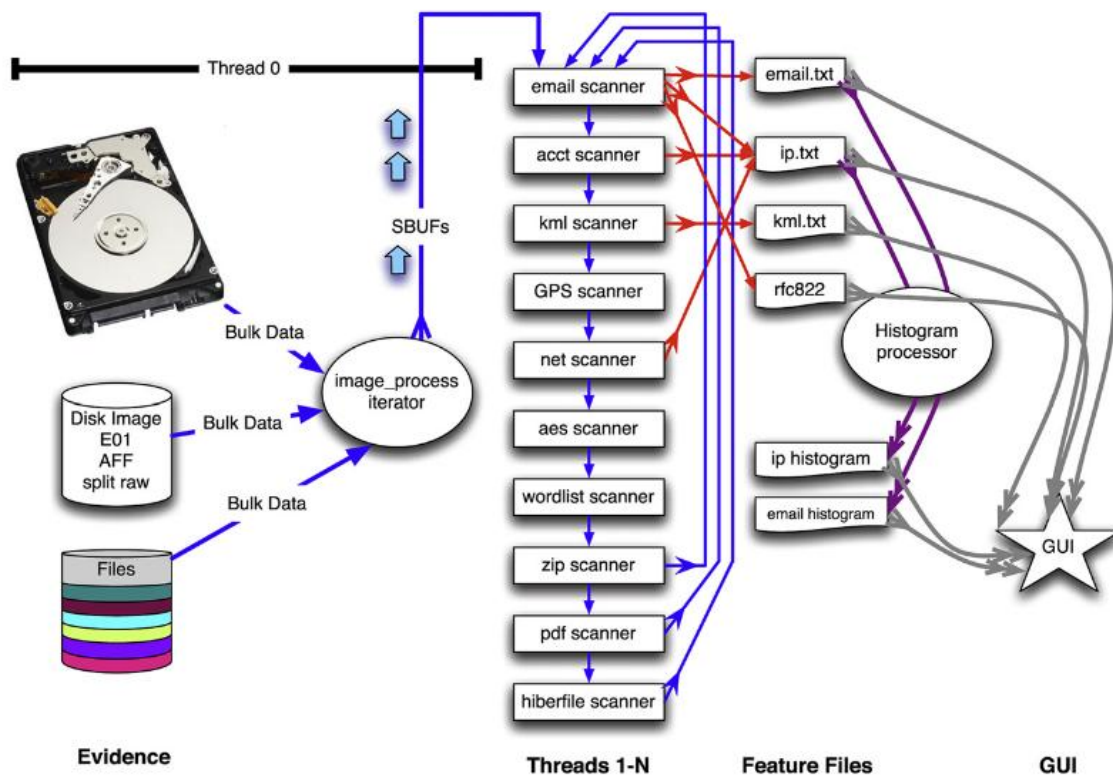 Thread 0
SBUFs
Bulk Data
Bulk Data
Bulk Data
image_process
iterator
Disk Image
E01
AFF
split raw
Files
Evidence
email scanner
acct scanner
kml scanner
GPS scanner
net scanner
aes scanner
wordlist scanner
zip scanner
pdf scanner
hiberfile scanner
Threads 1-N
email.txt
ip.txt
kml.txt
rfc822
Histogram
processor
ip histogram
email histogram
Feature Files
GUI
GUI